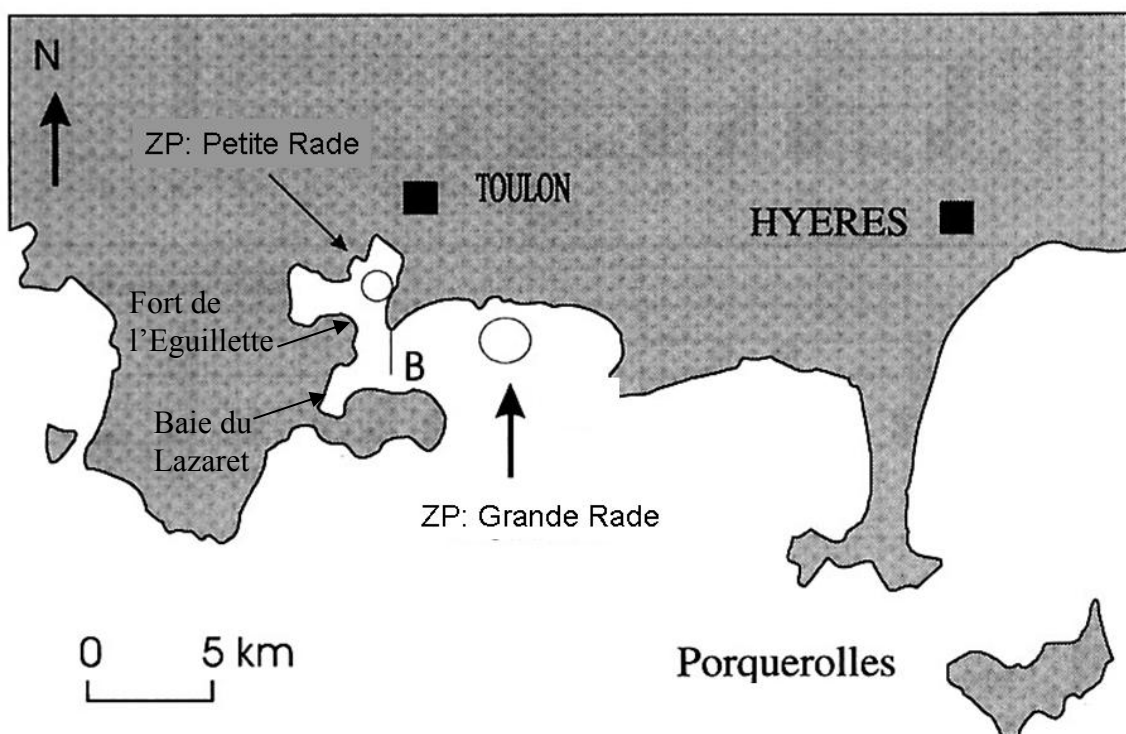 N
ZP: Petite Rade
TOULON
HYERES
Fort de
l’Eguillette
B
Baie du
Lazaret
ZP: Grande Rade
0 5 km
Porquerolles